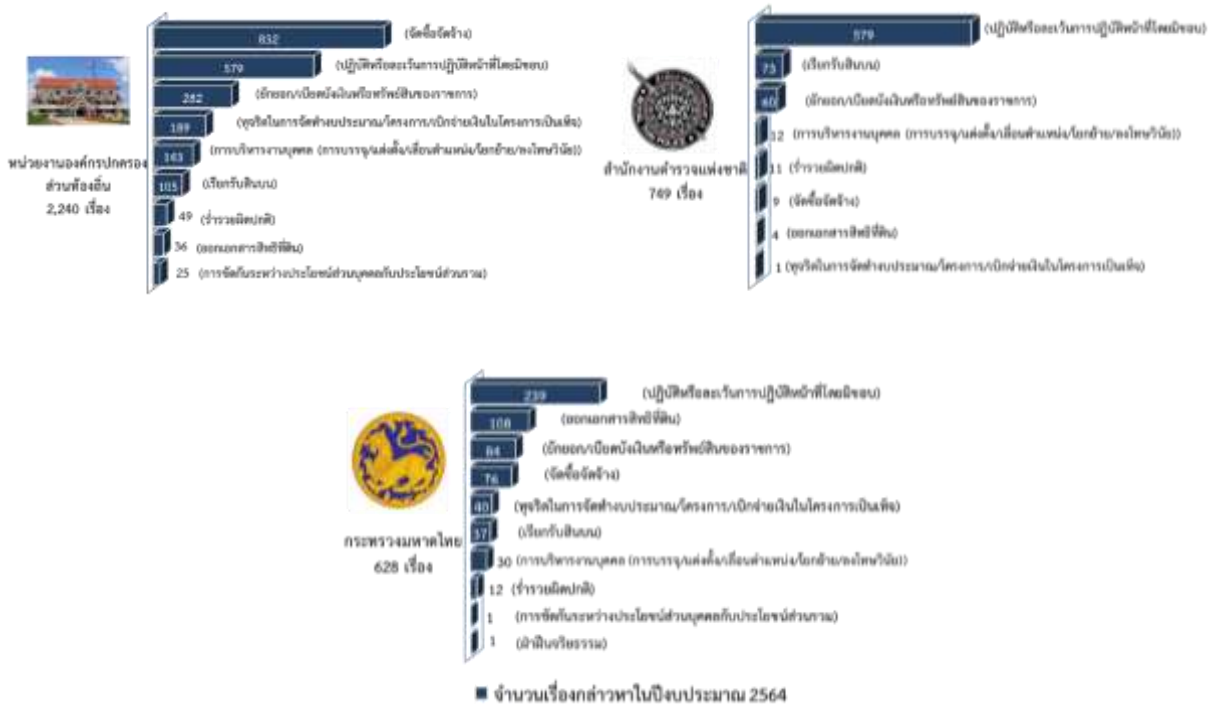 832 (จัดซื้อจัดจ้าง)
579 (ปฏิบัติหรือละเว้นการปฏิบัติหน้าที่โดยมิชอบ)
262 (ยักยอก/เบียดบังเงินหรือทรัพย์สินของราชการ)
189 (ทุจริตในการจัดทำงบประมาณ/โครงการ/เบิกจ่ายเงินในโครงการเป็นเท็จ)
163 (การบริหารงานบุคคล (การบรรจุ/แต่งตั้ง/เลื่อนตำแหน่ง/โยกย้าย/ลงโทษวินัย))
105 (เรียกรับสินบน)
49 (ร่ำรวยผิดปกติ)
36 (ออกเอกสารสิทธิที่ดิน)
25 (การขัดกันระหว่างประโยชน์ส่วนบุคคลกับประโยชน์ส่วนรวม)
หน่วยงานองค์กรปกครอง
ส่วนท้องถิ่น
2,240 เรื่อง
579 (ปฏิบัติหรือละเว้นการปฏิบัติหน้าที่โดยมิชอบ)
73 (เรียกรับสินบน)
60 (ยักยอก/เบียดบังเงินหรือทรัพย์สินของราชการ)
12 (การบริหารงานบุคคล (การบรรจุ/แต่งตั้ง/เลื่อนตำแหน่ง/โยกย้าย/ลงโทษวินัย))
11 (ร่ำรวยผิดปกติ)
9 (จัดซื้อจัดจ้าง)
4 (ออกเอกสารสิทธิที่ดิน)
1 (ทุจริตในการจัดทำงบประมาณ/โครงการ/เบิกจ่ายเงินในโครงการเป็นเท็จ)
สำนักงานตำรวจแห่งชาติ
749 เรื่อง
239 (ปฏิบัติหรือละเว้นการปฏิบัติหน้าที่โดยมิชอบ)
108 (ออกเอกสารสิทธิที่ดิน)
84 (ยักยอก/เบียดบังเงินหรือทรัพย์สินของราชการ)
76 (จัดซื้อจัดจ้าง)
40 (ทุจริตในการจัดทำงบประมาณ/โครงการ/เบิกจ่ายเงินในโครงการเป็นเท็จ)
37 (เรียกรับสินบน)
30 (การบริหารงานบุคคล (การบรรจุ/แต่งตั้ง/เลื่อนตำแหน่ง/โยกย้าย/ลงโทษวินัย))
12 (ร่ำรวยผิดปกติ)
1 (การขัดกันระหว่างประโยชน์ส่วนบุคคลกับประโยชน์ส่วนรวม)
1 (ฝ่าฝืนจริยธรรม)
กระทรวงมหาดไทย
628 เรื่อง
จำนวนเรื่องกล่าวหาในปีงบประมาณ 2564